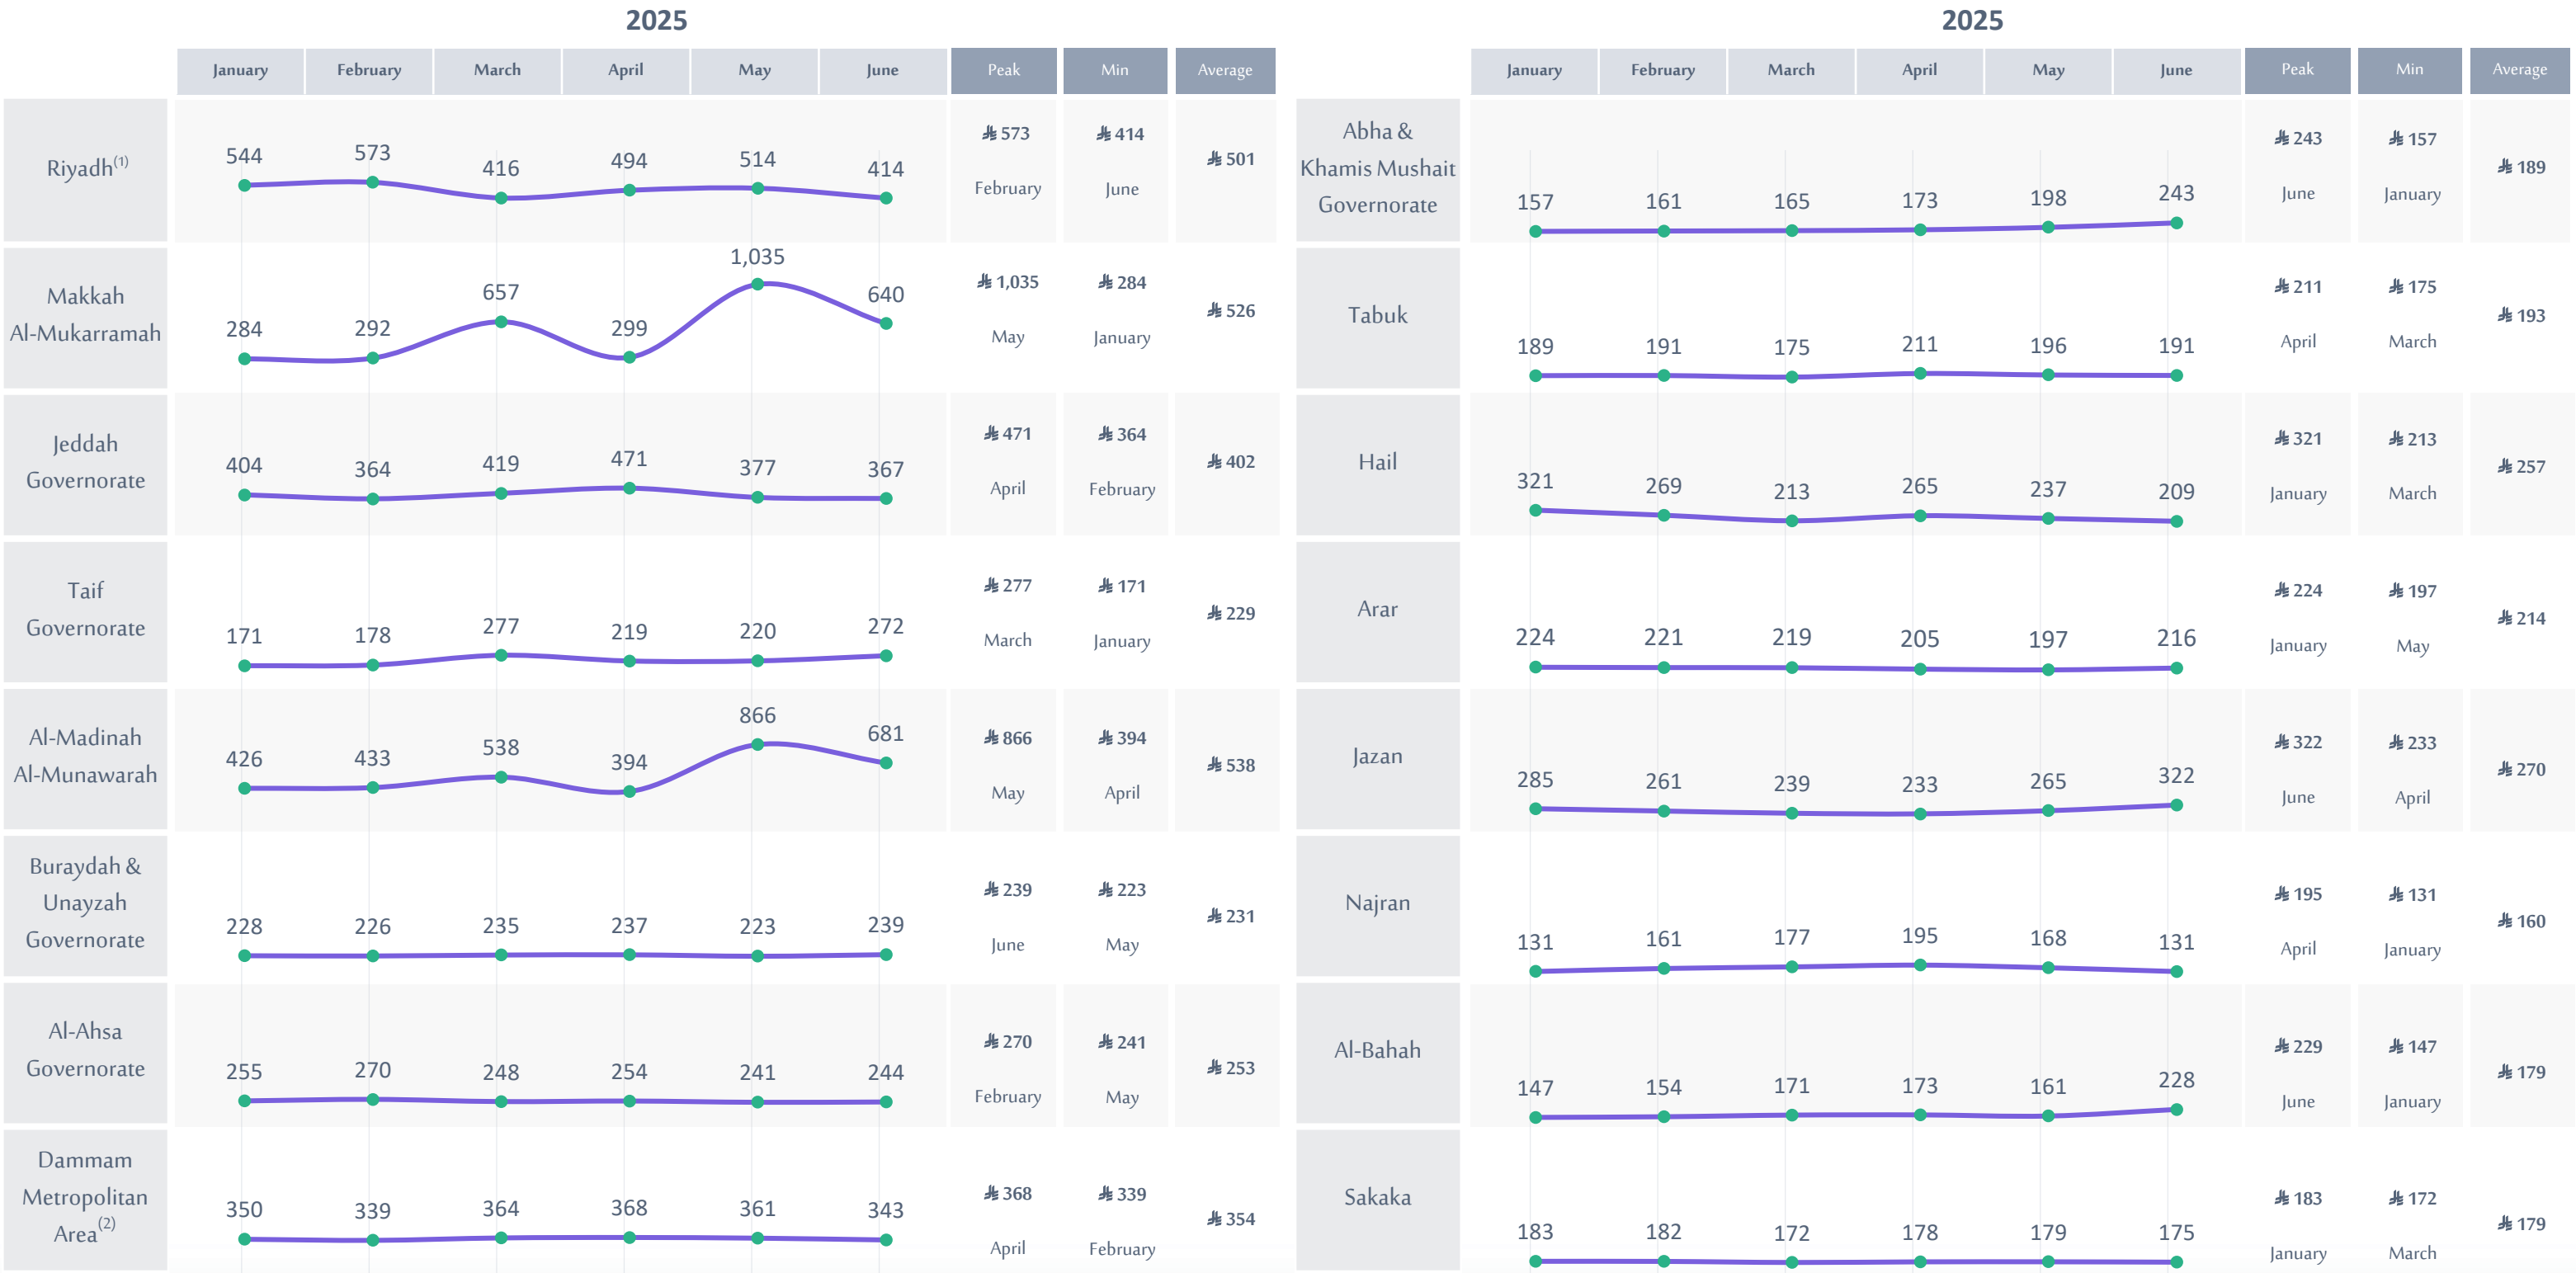 2025
January February March April May June Peak Min Average
Riyadh(1)
544 573 416 494 514 414
⃁ 573
February
⃁ 414
June
⃁ 501
Makkah
Al-Mukarramah
284 292 657 299 1,035 640
⃁ 1,035
May
⃁ 284
January
⃁ 526
Jeddah
Governorate
404 364 419 471 377 367
⃁ 471
April
⃁ 364
February
⃁ 402
Taif
Governorate
171 178 277 219 220 272
⃁ 277
March
⃁ 171
January
⃁ 229
Al-Madinah
Al-Munawarah
426 433 538 394 866 681
⃁ 866
May
⃁ 394
April
⃁ 538
Buraydah &
Unayzah
Governorate
228 226 235 237 223 239
⃁ 239
June
⃁ 223
May
⃁ 231
Al-Ahsa
Governorate
255 270 248 254 241 244
⃁ 270
February
⃁ 241
May
⃁ 253
Dammam
Metropolitan
Area(2)
350 339 364 368 361 343
⃁ 368
April
⃁ 339
February
⃁ 354
2025
January February March April May June Peak Min Average
Abha &
Khamis Mushait
Governorate
157 161 165 173 198 243
⃁ 243
June
⃁ 157
January
⃁ 189
Tabuk
189 191 175 211 196 191
⃁ 211
April
⃁ 175
March
⃁ 193
Hail
321 269 213 265 237 209
⃁ 321
January
⃁ 213
March
⃁ 257
Arar
224 221 219 205 197 216
⃁ 224
January
⃁ 197
May
⃁ 214
Jazan
285 261 239 233 265 322
⃁ 322
June
⃁ 233
April
⃁ 270
Najran
131 161 177 195 168 131
⃁ 195
April
⃁ 131
January
⃁ 160
Al-Bahah
147 154 171 173 161 228
⃁ 229
June
⃁ 147
January
⃁ 179
Sakaka
183 182 172 178 179 175
⃁ 183
January
⃁ 172
March
⃁ 179